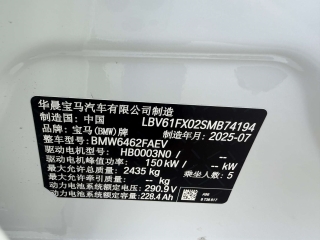 华晨宝马汽车有限公司制造
制造国：中国 LBV61FX02SMB74194
品牌：宝马(BMW)牌 制造年月：2025-07
整车型号：BMW6462FAEV
驱动电机型号：HB0003N0 / --
驱动电机峰值功率：150 kW / -- kW
最大允许总质量：2435 kg 乘坐人数：5
最大允许牵引质量：-- kg
动力电池系统额定电压：290.9 V
动力电池系统额定容量：228.4 Ah